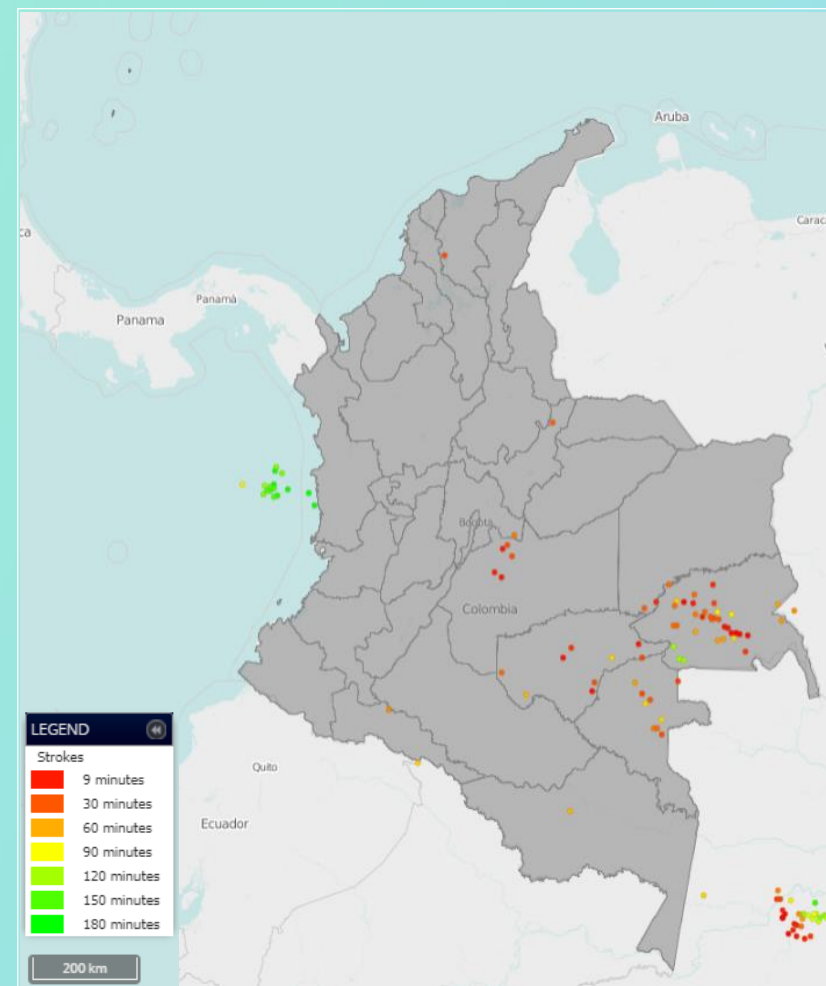 Aruba
Carac
ca
Panamá
Panama
Bogotá
Colombia
Quito
Ecuador
LEGEND
Strokes
9 minutes
30 minutes
60 minutes
90 minutes
120 minutes
150 minutes
180 minutes
200 km